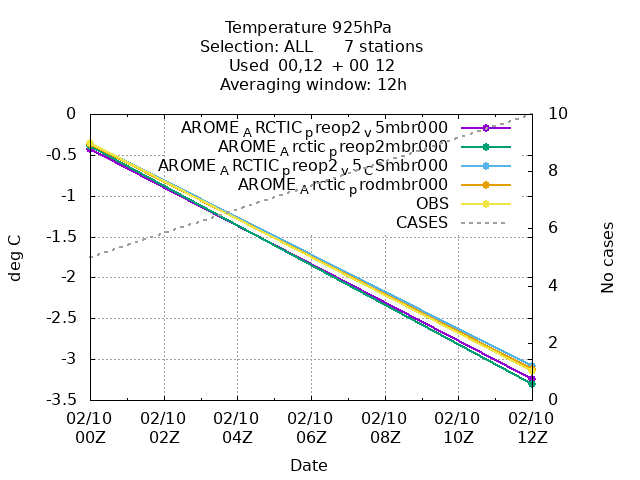 Temperature 925hPa
Selection: ALL 7 stations
Used 00,12 + 00 12
Averaging window: 12h
AROME_ARCTIC_preop2_v5mbr000
AROME_Arctic_preop2mbr000
AROME_ARCTIC_preop2_v5_CSmbr000
AROME_Arctic_prodmbr000
OBS
CASES
0
-0.5
-1
-1.5
-2
-2.5
-3
-3.5
deg C
10
8
6
4
2
0
No cases
02/10 02/10 02/10 02/10 02/10 02/10 02/10
00Z 02Z 04Z 06Z 08Z 10Z 12Z
Date